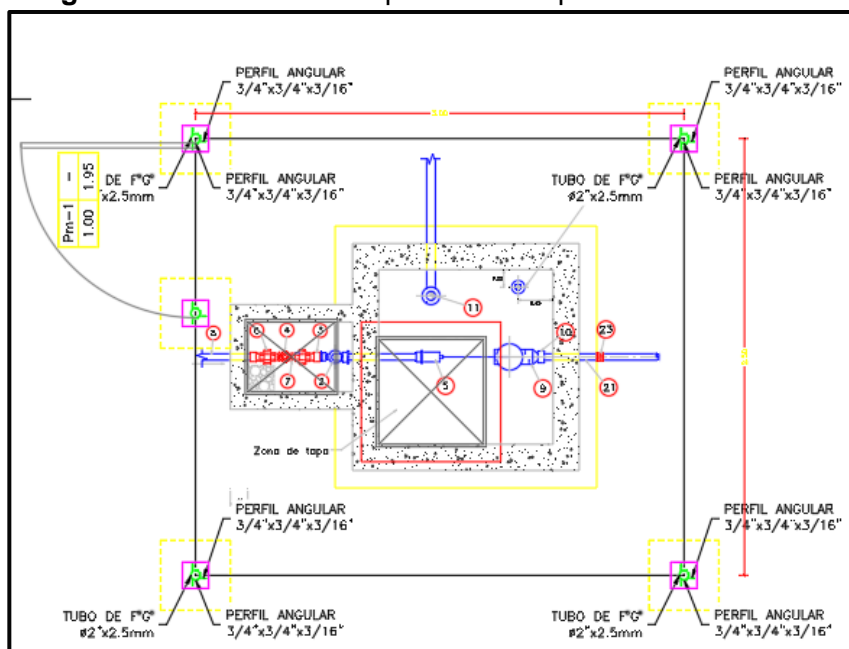 PERFIL ANGULAR
3/4"x3/4"x3/16"
PERFIL ANGULAR
3/4"x3/4"x3/16"
DE F°G°
"x2.5mm
PERFIL ANGULAR
3/4"x3/4"x3/16"
TUBO DE F°G°
ø2"x2.5mm
PERFIL ANGULAR
3/4"x3/4"x3/16"
Pm-1
-
1.00
1.95
11
3
6
4
7
2
5
10
9
23
21
Zona de tapa
PERFIL ANGULAR
3/4"x3/4"x3/16"
PERFIL ANGULAR
3/4"x3/4"x3/16"
TUBO DE F°G°
ø2"x2.5mm
PERFIL ANGULAR
3/4"x3/4"x3/16"
TUBO DE F°G°
ø2"x2.5mm
PERFIL ANGULAR
3/4"x3/4"x3/16"